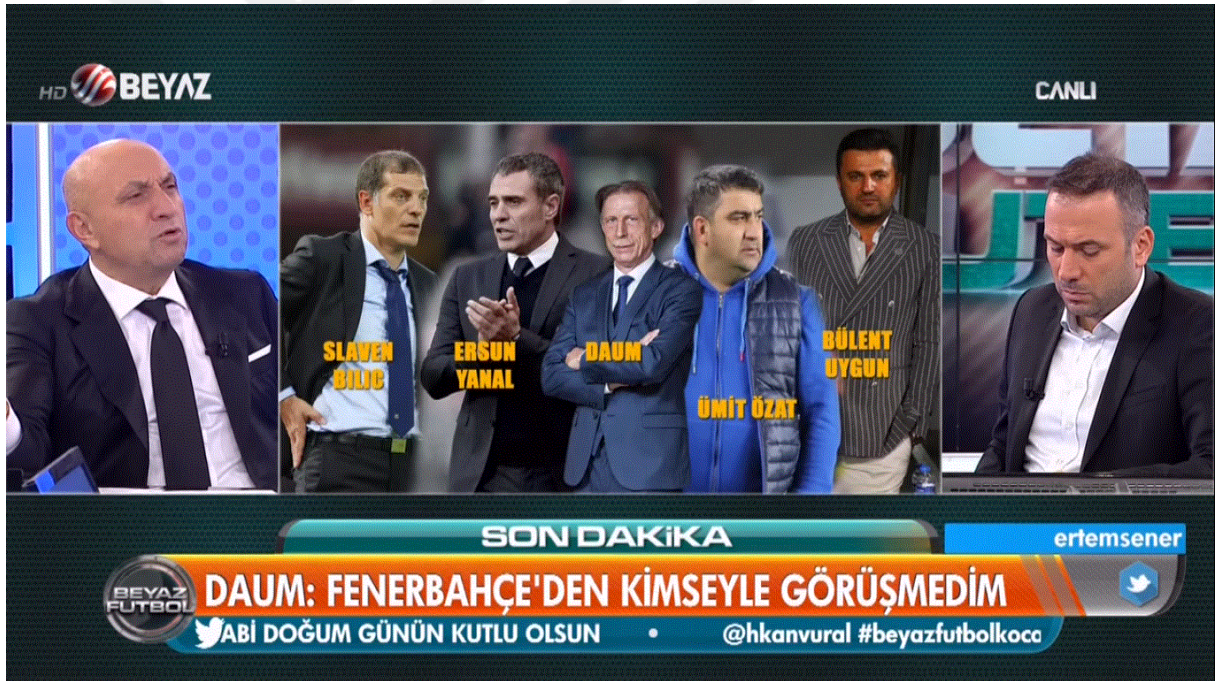 HD BEYAZ
CANLI
SLAVEN
BILIC
ERSUN
YANAL
DAUM
ÜMİT ÖZAT
BÜLENT
UYGUN
SON DAKİKA
ertemsener
BEYAZ
FUTBOL
DAUM: FENERBAHÇE'DEN KİMSEYLE GÖRÜŞMEDİM
ABİ DOĞUM GÜNÜN KUTLU OLSUN • @hkanvural #beyazfutbolkoca